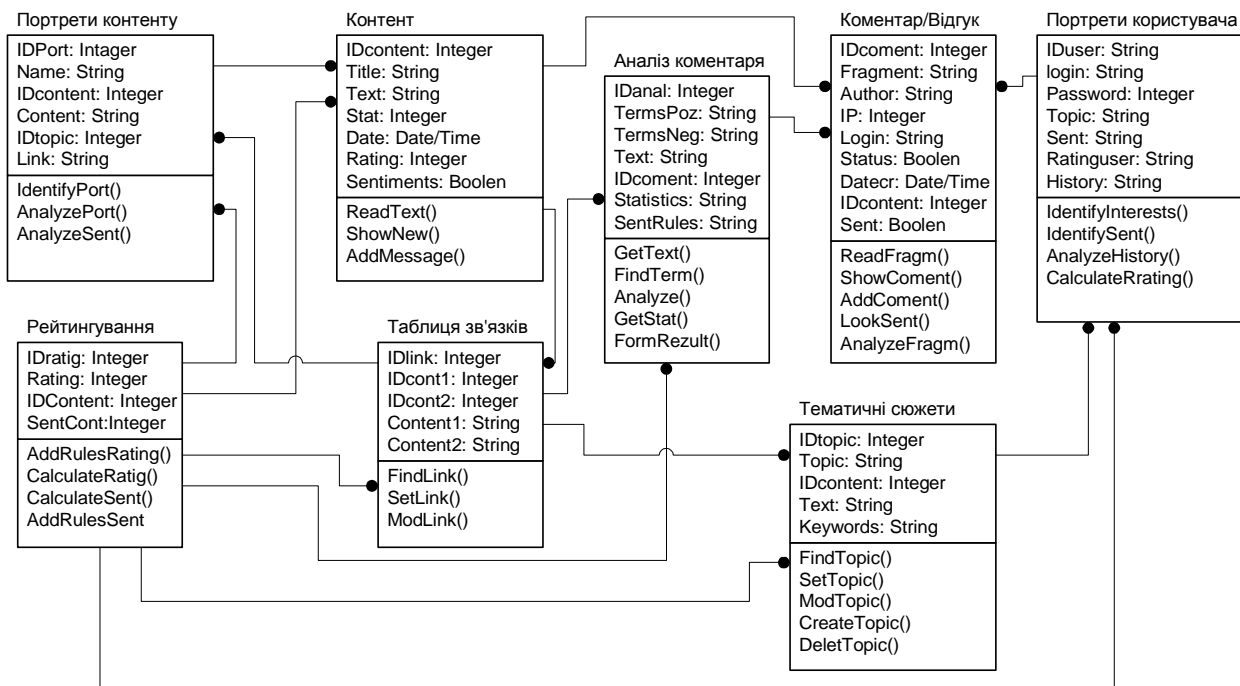 Портрети контенту
IDPort: Intager
Name: String
IDcontent: Integer
Content: String
IDtopic: Integer
Link: String
IdentifyPort()
AnalyzePort()
AnalyzeSent()
Контент
IDcontent: Integer
Title: String
Text: String
Stat: Integer
Date: Date/Time
Rating: Integer
Sentiments: Boolen
ReadText()
ShowNew()
AddMessage()
Аналіз коментаря
IDanal: Integer
TermsPoz: String
TermsNeg: String
Text: String
IDcoment: Integer
Statistics: String
SentRules: String
GetText()
FindTerm()
Analyze()
GetStat()
FormRezult()
Коментар/Відгук
IDcoment: Integer
Fragment: String
Author: String
IP: Integer
Login: String
Status: Boolen
Datecr: Date/Time
IDcontent: Integer
Sent: Boolen
ReadFragm()
ShowComent()
AddComent()
LookSent()
AnalyzeFragm()
Портрети користувача
IDuser: String
login: String
Password: Integer
Topic: String
Sent: String
Ratinguser: String
History: String
IdentifyInterests()
IdentifySent()
AnalyzeHistory()
CalculateRrating()
Рейтингування
IDratig: Integer
Rating: Integer
IDContent: Integer
SentCont:Integer
AddRulesRating()
CalculateRatig()
CalculateSent()
AddRulesSent
Таблиця зв'язків
IDlink: Integer
IDcont1: Integer
IDcont2: Integer
Content1: String
Content2: String
FindLink()
SetLink()
ModLink()
Тематичні сюжети
IDtopic: Integer
Topic: String
IDcontent: Integer
Text: String
Keywords: String
FindTopic()
SetTopic()
ModTopic()
CreateTopic()
DeletTopic()